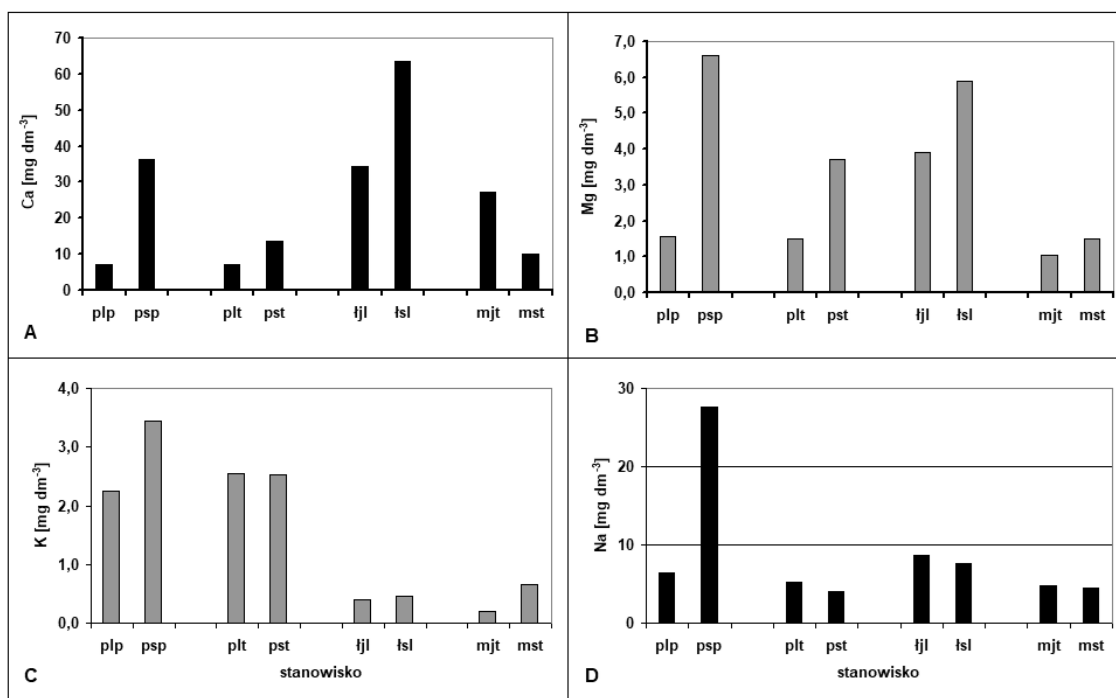 Ca [mg dm⁻³]
70
60
50
40
30
20
10
0
plp psp plt pst łjl łsl mjt mst
A
Mg [mg dm⁻³]
7,0
6,0
5,0
4,0
3,0
2,0
1,0
0,0
plp psp plt pst łjl łsl mjt mst
B
K [mg dm⁻³]
4,0
3,0
2,0
1,0
0,0
plp psp plt pst łjl łsl mjt mst
C
stanowisko
Na [mg dm⁻³]
30
20
10
0
plp psp plt pst łjl łsl mjt mst
D
stanowisko